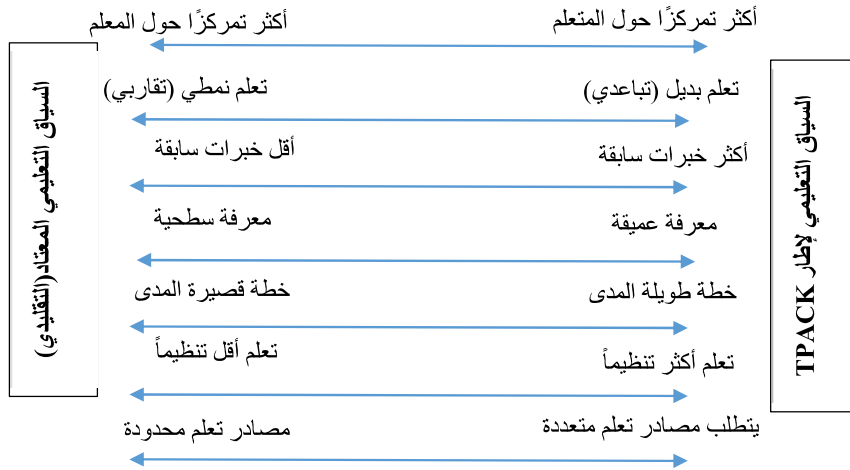 السياق التعليمي لإطار TPACK
السياق التعليمي المعتاد(التقليدي)
أكثر تمركزًا حول المتعلم
أكثر تمركزًا حول المعلم
تعلم بديل (تباعدي)
تعلم نمطي (تقاربي)
أكثر خبرات سابقة
أقل خبرات سابقة
معرفة عميقة
معرفة سطحية
خطة طويلة المدى
خطة قصيرة المدى
تعلم أكثر تنظيماً
تعلم أقل تنظيماً
يتطلب مصادر تعلم متعددة
مصادر تعلم محدودة